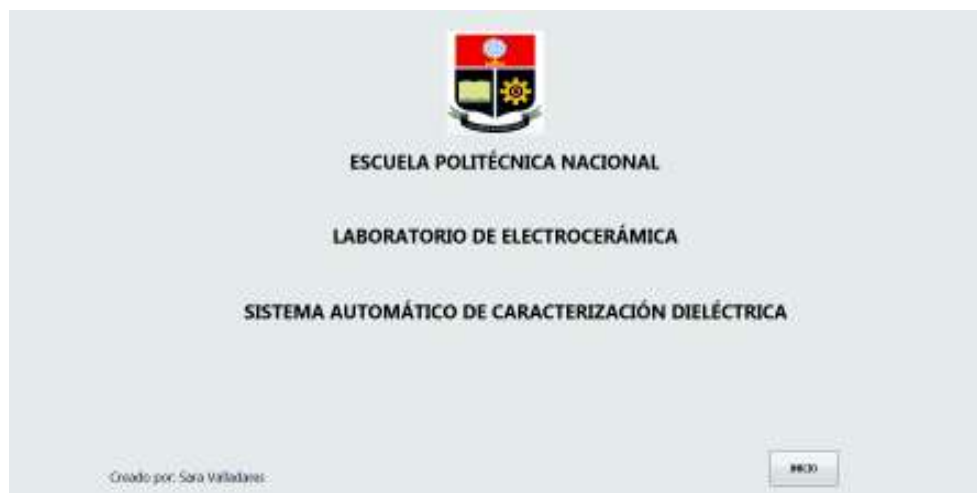 ESCUELA POLITÉCNICA NACIONAL
LABORATORIO DE ELECTROCERÁMICA
SISTEMA AUTOMÁTICO DE CARACTERIZACIÓN DIELÉCTRICA
Creado por: Sara Valladares
INICIO